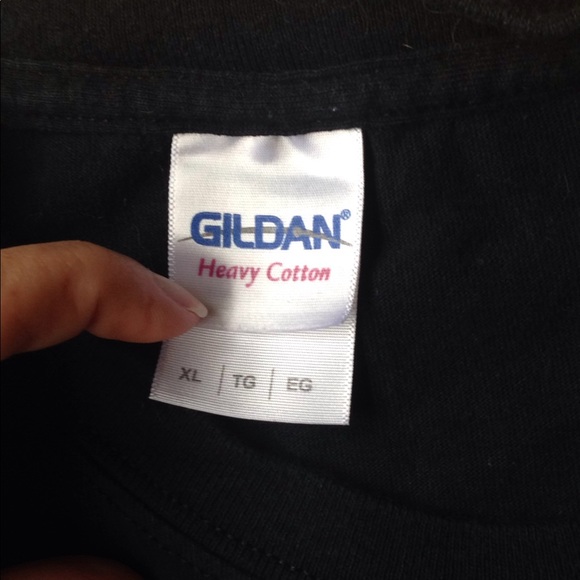 GILDAN®
Heavy Cotton
XL | TG | EG